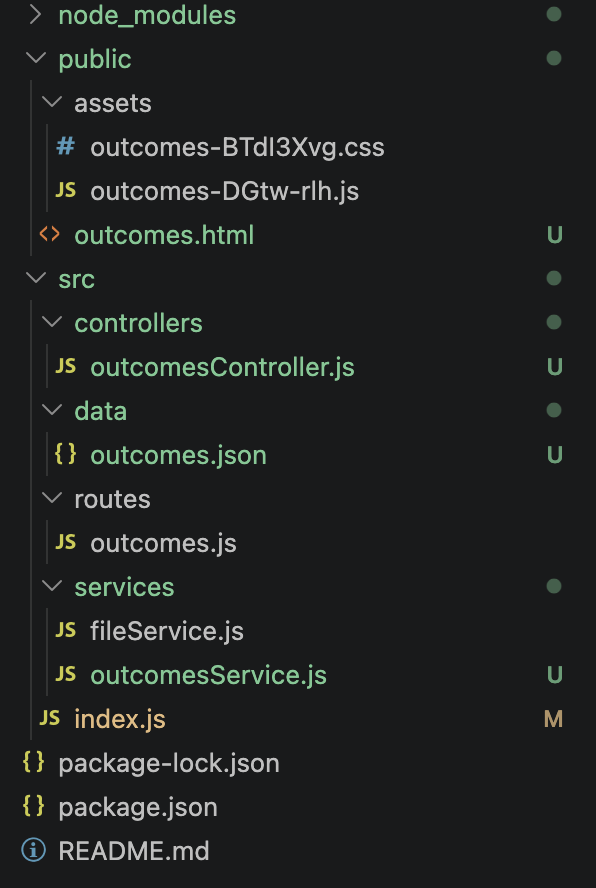 node_modules
public
assets
# outcomes-BTdI3Xvg.css
JS outcomes-DGtw-rlh.js
<> outcomes.html U
src
controllers
JS outcomesController.js U
data
{} outcomes.json U
routes
JS outcomes.js
services
JS fileService.js
JS outcomesService.js U
JS index.js M
{} package-lock.json
{} package.json
README.md